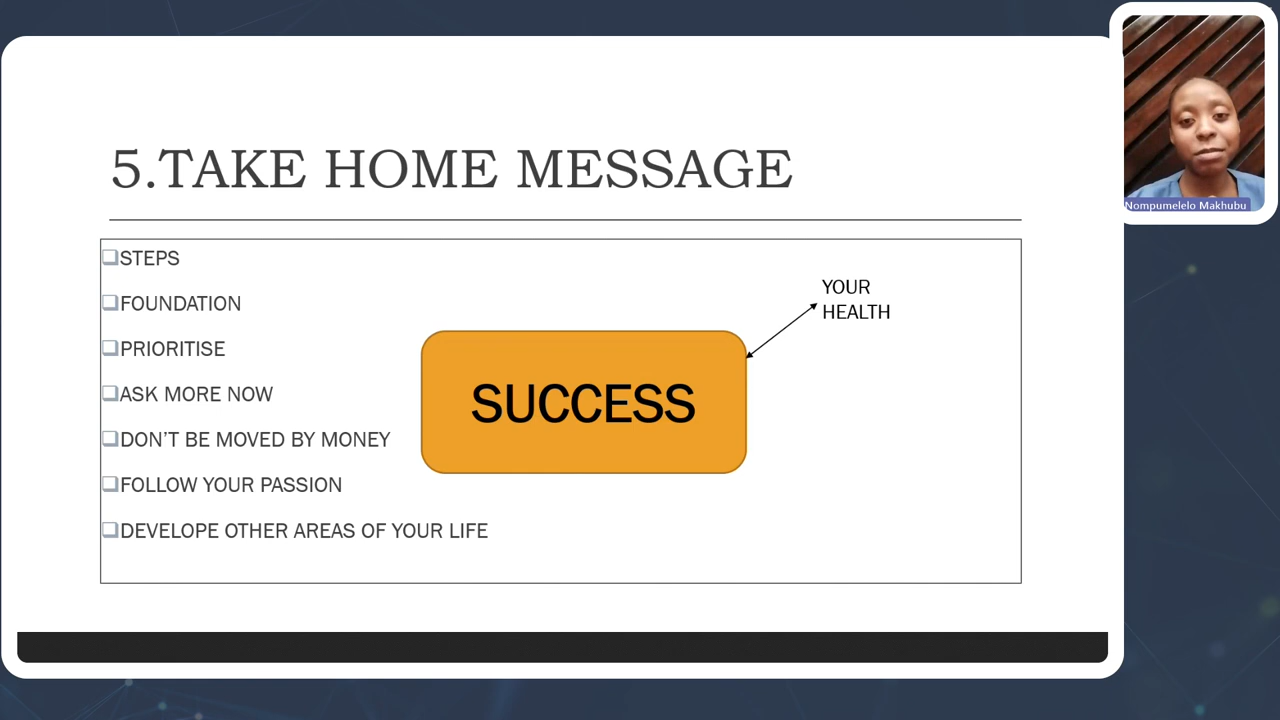 5.TAKE HOME MESSAGE
STEPS
FOUNDATION
PRIORITISE
ASK MORE NOW
DON’T BE MOVED BY MONEY
FOLLOW YOUR PASSION
DEVELOPE OTHER AREAS OF YOUR LIFE
SUCCESS
YOUR
HEALTH
Nompumelelo Makhubu